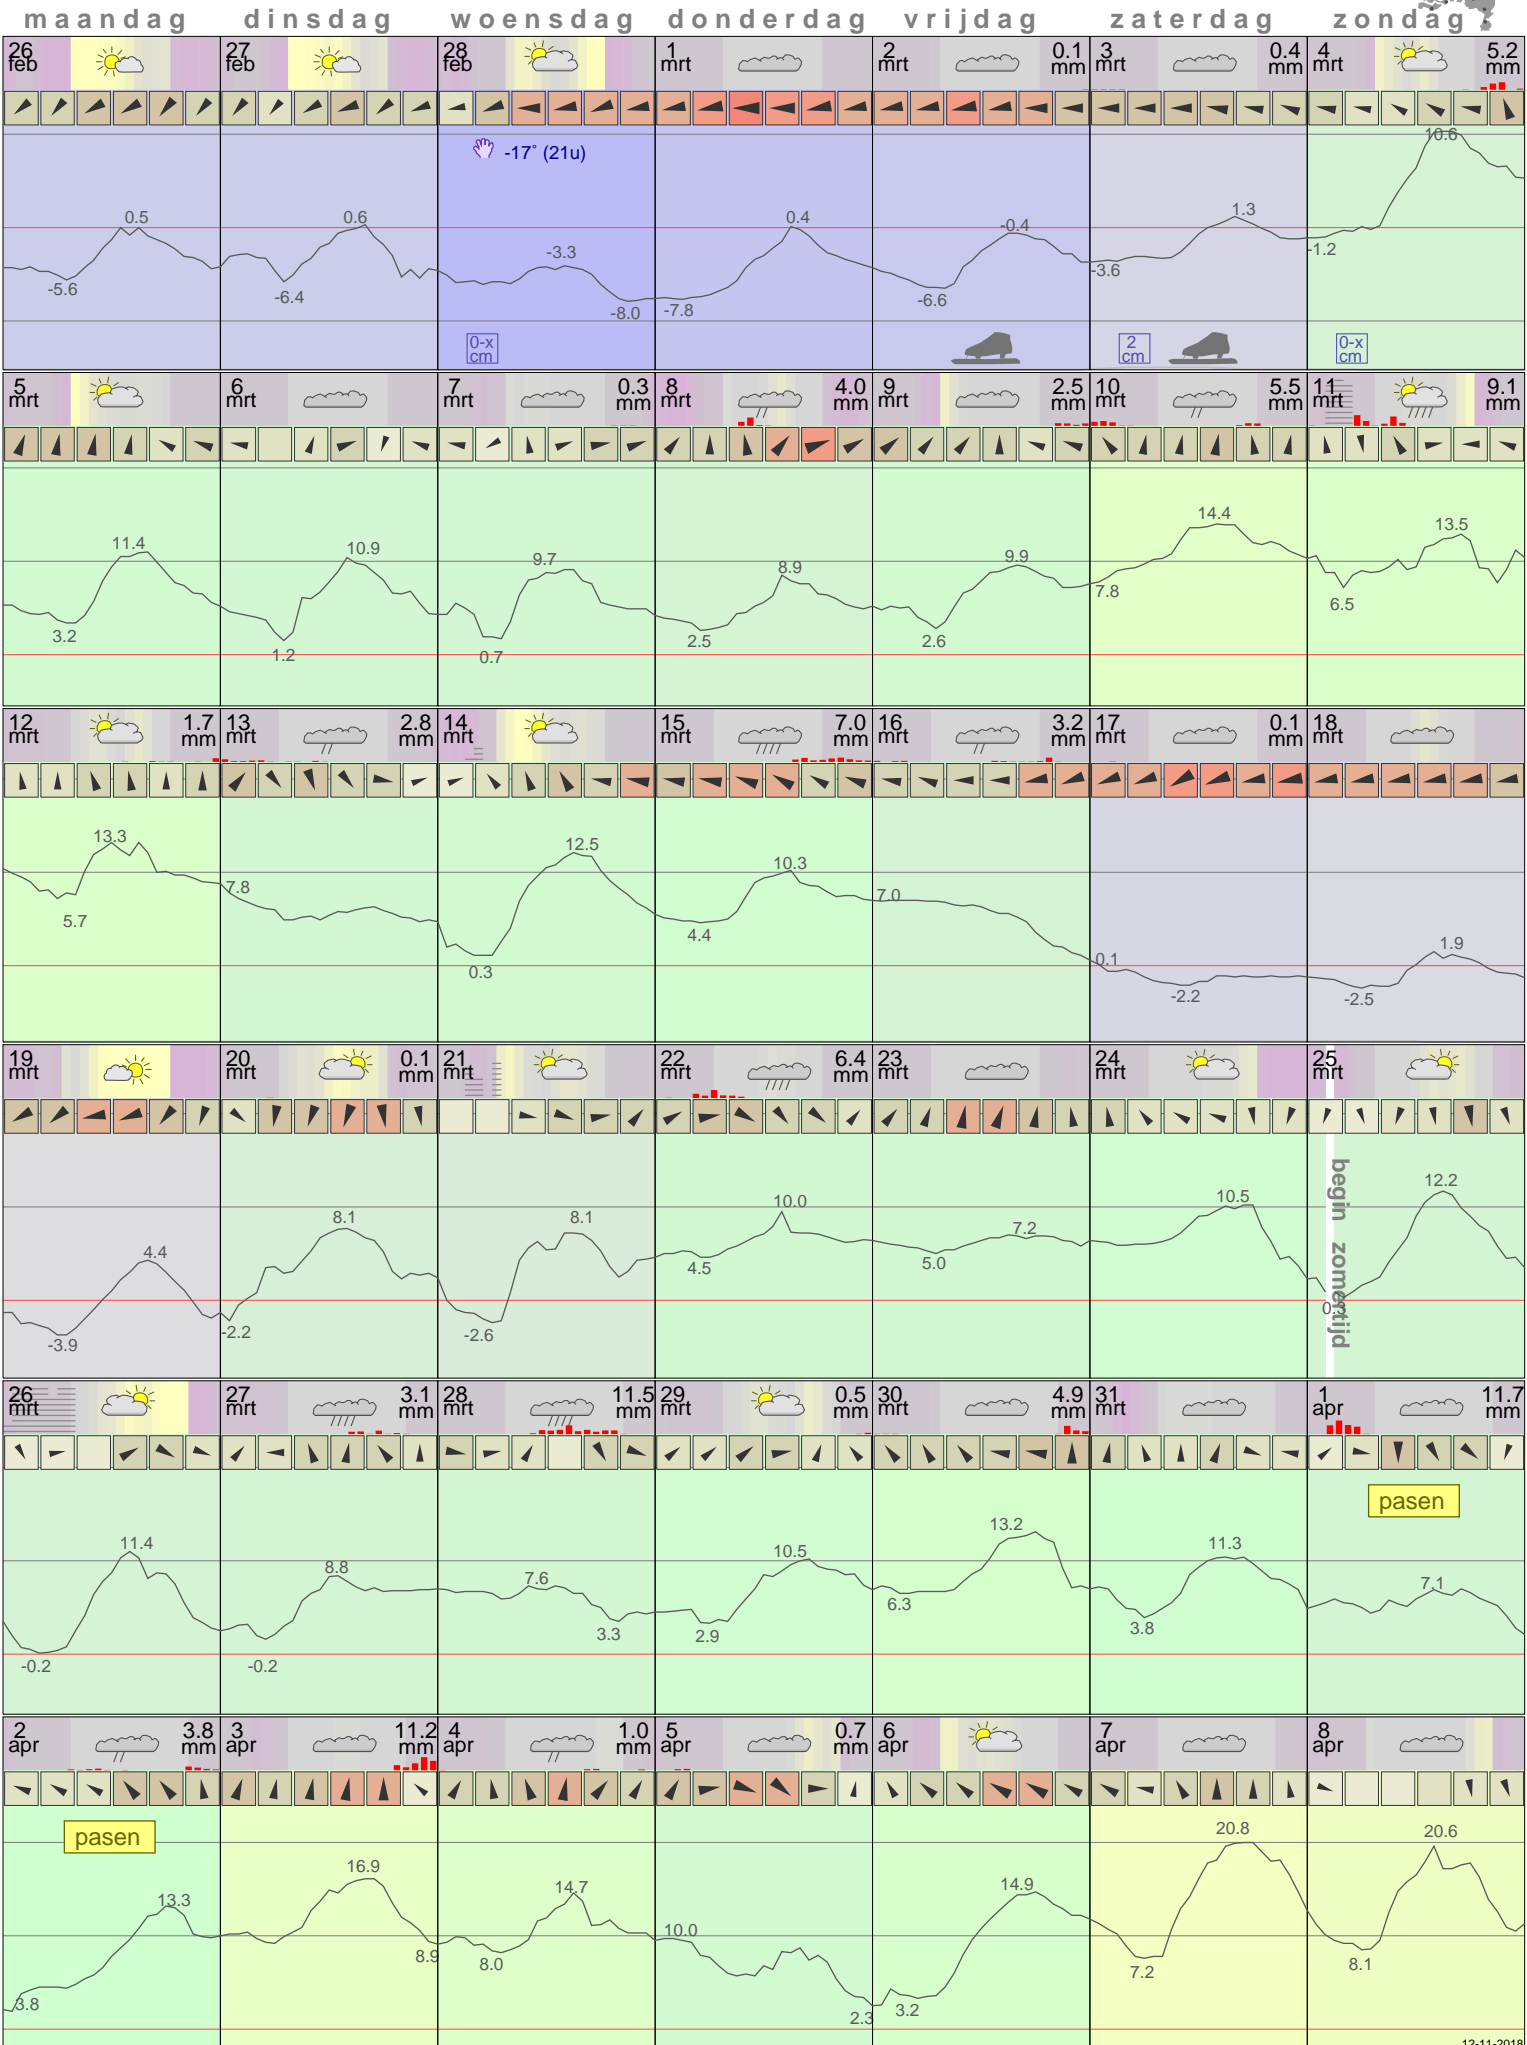 maandag dinsdag woensdag donderdag vrijdag zaterdag zondag
26 feb
27 feb
28 feb
1 mrt
2 mrt 0.1 mm
3 mrt 0.4 mm
4 mrt 5.2 mm
-17° (21u)
0.5 -5.6
0.6 -6.4
-3.3 -8.0
0.4 -7.8
-0.4 -6.6
1.3 -3.6
10.6 -1.2
0-x cm
2 cm
0-x cm
5 mrt
6 mrt
7 mrt 0.3 mm
8 mrt 4.0 mm
9 mrt 2.5 mm
10 mrt 5.5 mm
11 mrt 9.1 mm
11.4 3.2
10.9 1.2
9.7 0.7
8.9 2.5
9.9 2.6
14.4 7.8
13.5 6.5
12 mrt 1.7 mm
13 mrt 2.8 mm
14 mrt
15 mrt 7.0 mm
16 mrt 3.2 mm
17 mrt 0.1 mm
18 mrt
13.3 5.7
7.8
12.5 0.3
10.3 4.4
7.0
0.1 -2.2
1.9 -2.5
19 mrt
20 mrt 0.1 mm
21 mrt
22 mrt 6.4 mm
23 mrt
24 mrt
25 mrt
4.4 -3.9
8.1 -2.2
8.1 -2.6
10.0 4.5
7.2 5.0
10.5
12.2 0.3
begin zomertijd
26 mrt
27 mrt 3.1 mm
28 mrt 11.5 mm
29 mrt 0.5 mm
30 mrt 4.9 mm
31 mrt
1 apr 11.7 mm
pasen
11.4 -0.2
8.8 -0.2
7.6 3.3
10.5 2.9
13.2 6.3
11.3 3.8
7.1
2 apr 3.8 mm
3 apr 11.2 mm
4 apr 1.0 mm
5 apr 0.7 mm
6 apr
7 apr
8 apr
pasen
13.3 3.8
16.9 8.9
14.7 8.0
10.0 2.3
14.9 3.2
20.8 7.2
20.6 8.1
12-11-2018